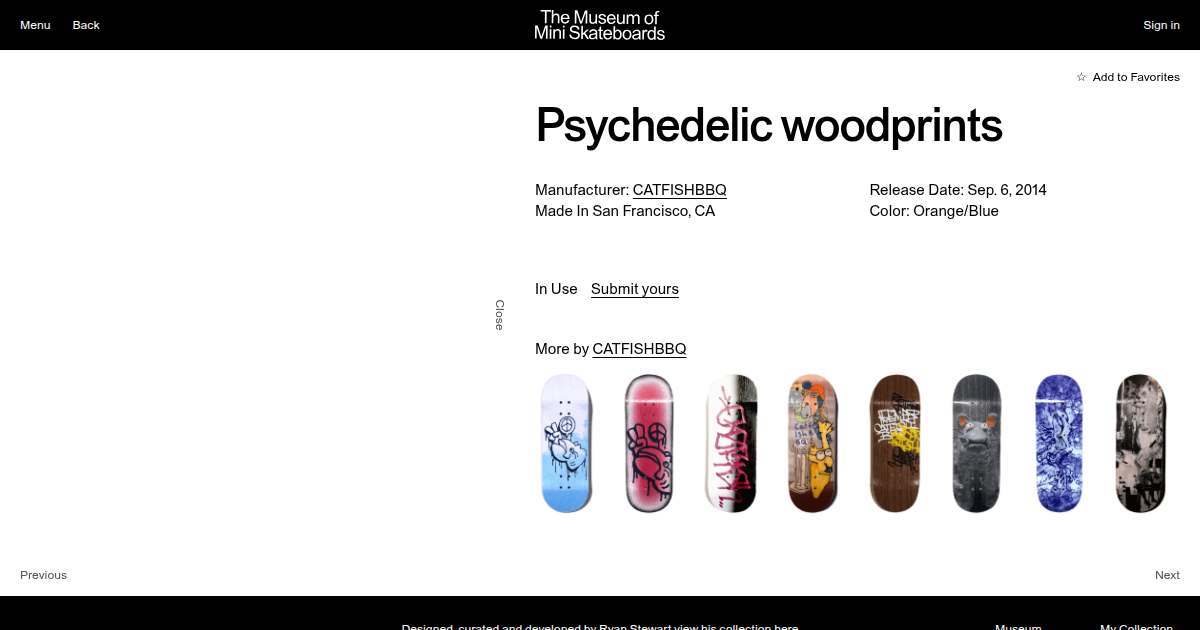 Menu
Back
The Museum of
Mini Skateboards
Sign in
☆ Add to Favorites
Psychedelic woodprints
Manufacturer: CATFISHBBQ
Made In San Francisco, CA
Release Date: Sep. 6, 2014
Color: Orange/Blue
In Use Submit yours
Close
More by CATFISHBBQ
Previous
Next
Designed, curated and developed by Ryan Stewart view his collection here
Museum
My Collection